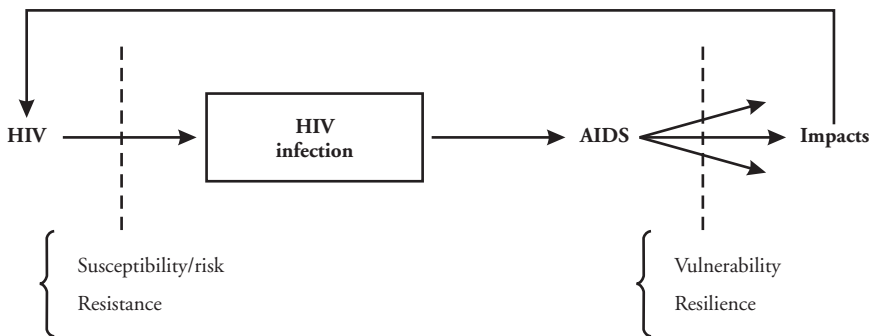 HIV
HIV
infection
AIDS
Impacts
Susceptibility/risk
Resistance
Vulnerability
Resilience